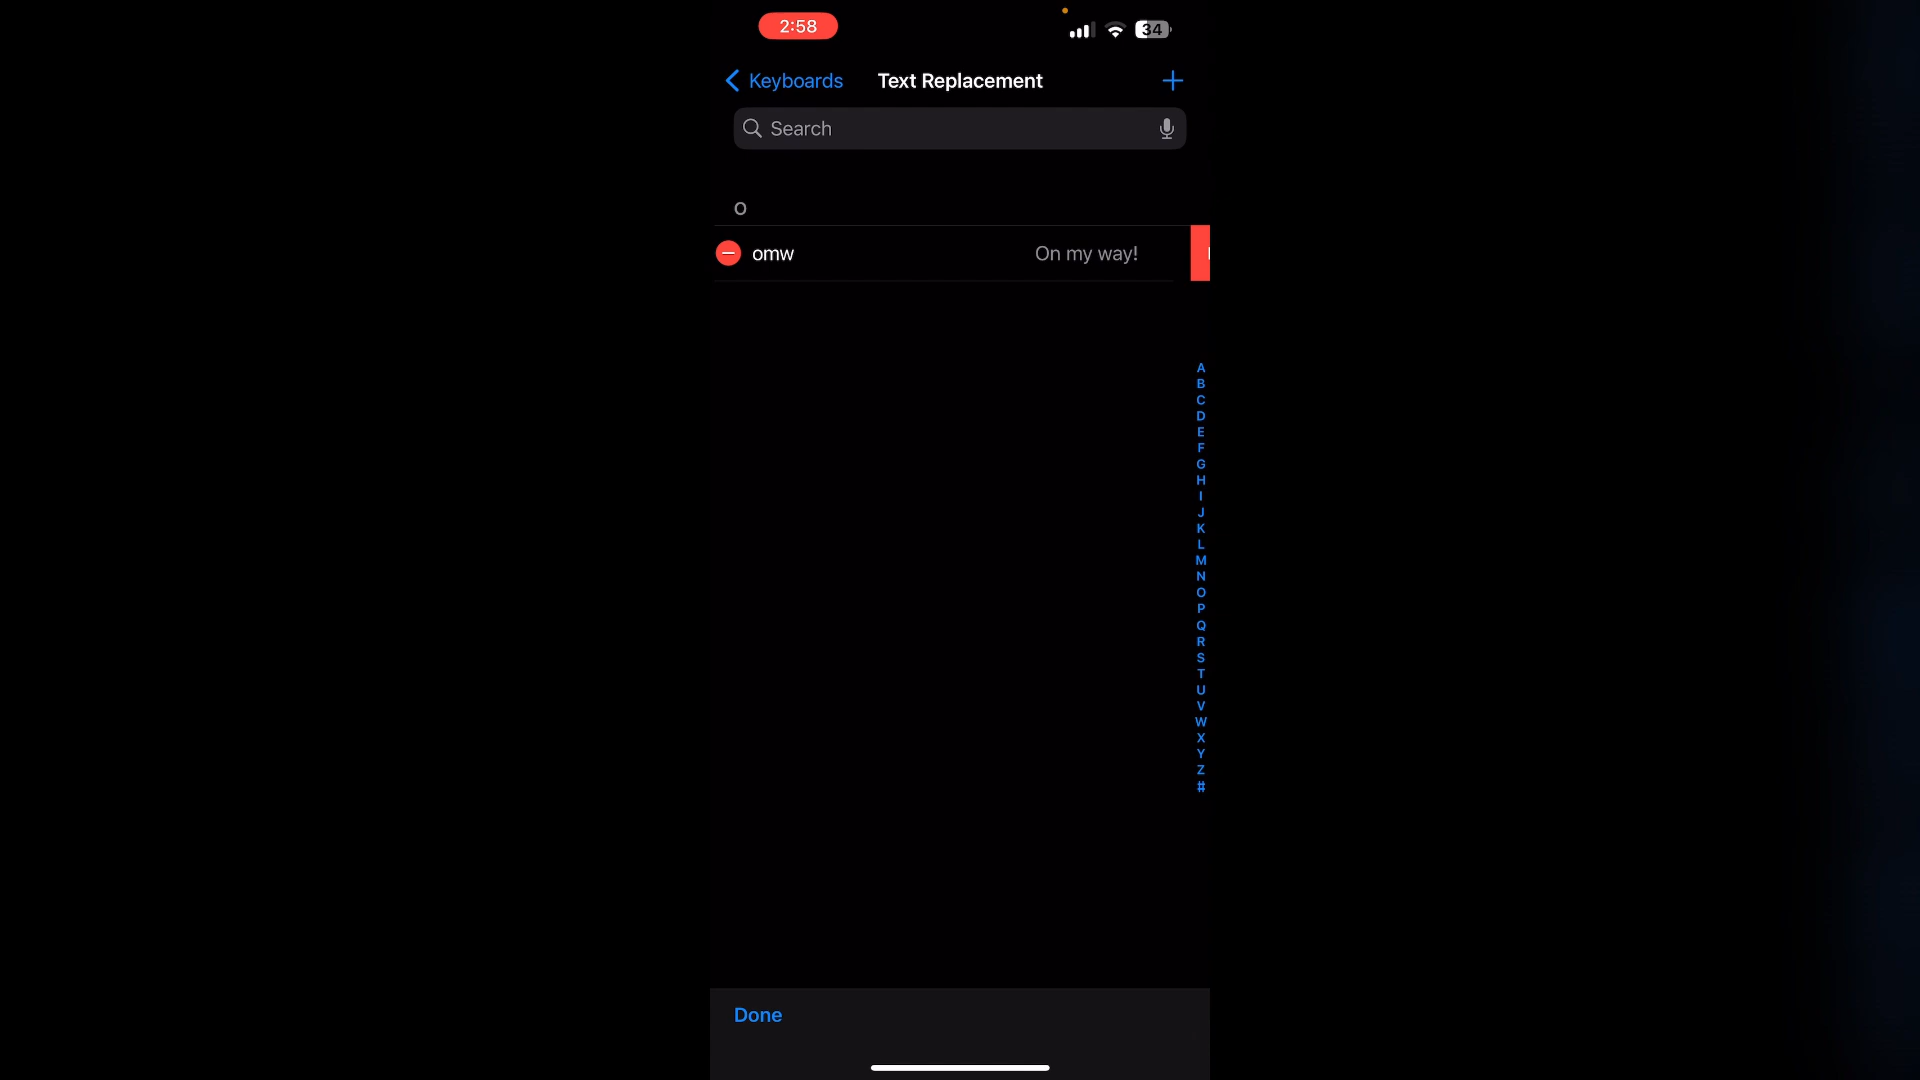 2:58
34
Keyboards
Text Replacement
Search
O
omw
On my way!
A
B
C
D
E
F
G
H
I
J
K
L
M
N
O
P
Q
R
S
T
U
V
W
X
Y
Z
#
Done